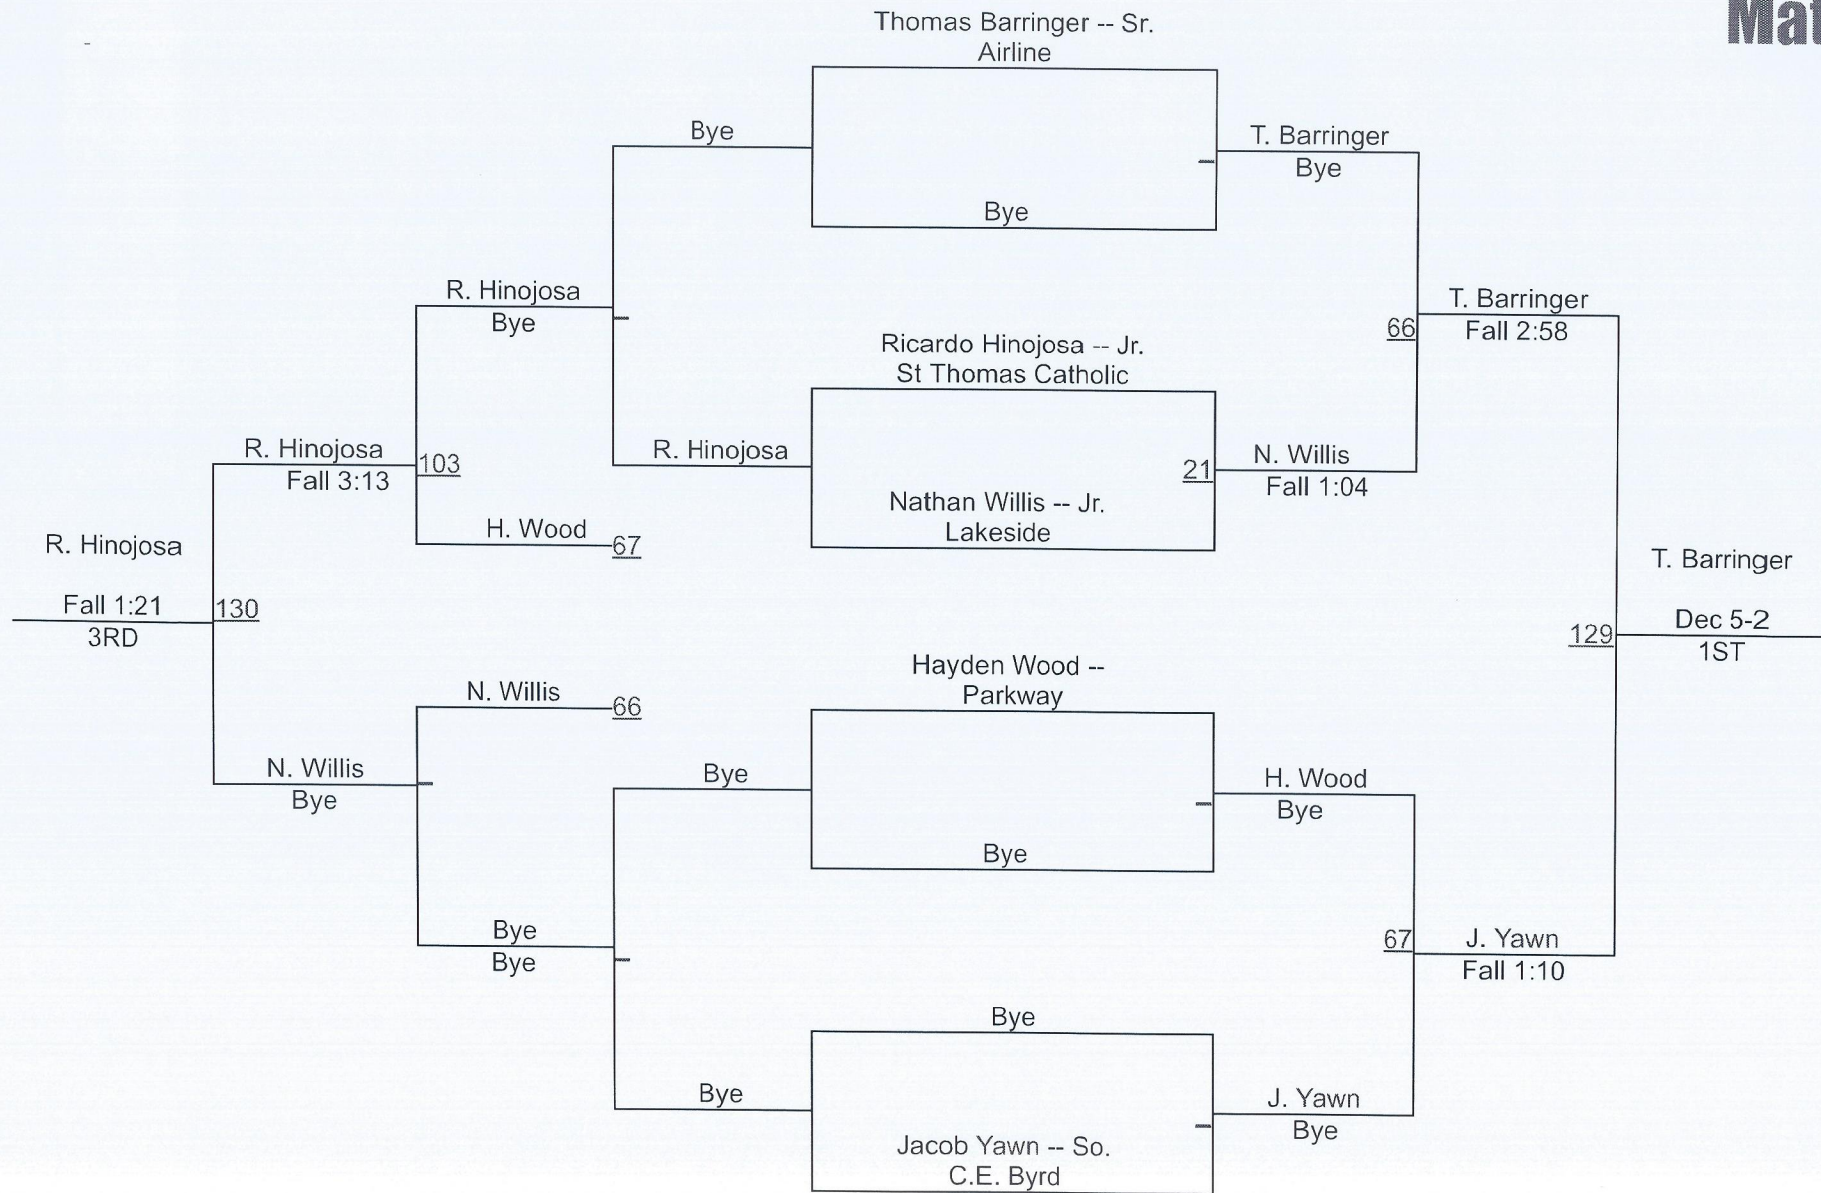 Thomas Barringer -- Sr.
Airline
Bye
T. Barringer
Bye
Bye
R. Hinojosa
Bye
T. Barringer
Fall 2:58
66
Ricardo Hinojosa -- Jr.
St Thomas Catholic
R. Hinojosa
Fall 3:13
103
R. Hinojosa
21
N. Willis
Fall 1:04
Nathan Willis -- Jr.
Lakeside
H. Wood
67
R. Hinojosa
Fall 1:21
3RD
130
T. Barringer
Dec 5-2
1ST
129
Hayden Wood --
Parkway
N. Willis
66
N. Willis
Bye
Bye
H. Wood
Bye
Bye
Bye
Bye
67
J. Yawn
Fall 1:10
Bye
Bye
J. Yawn
Bye
Jacob Yawn -- So.
C.E. Byrd